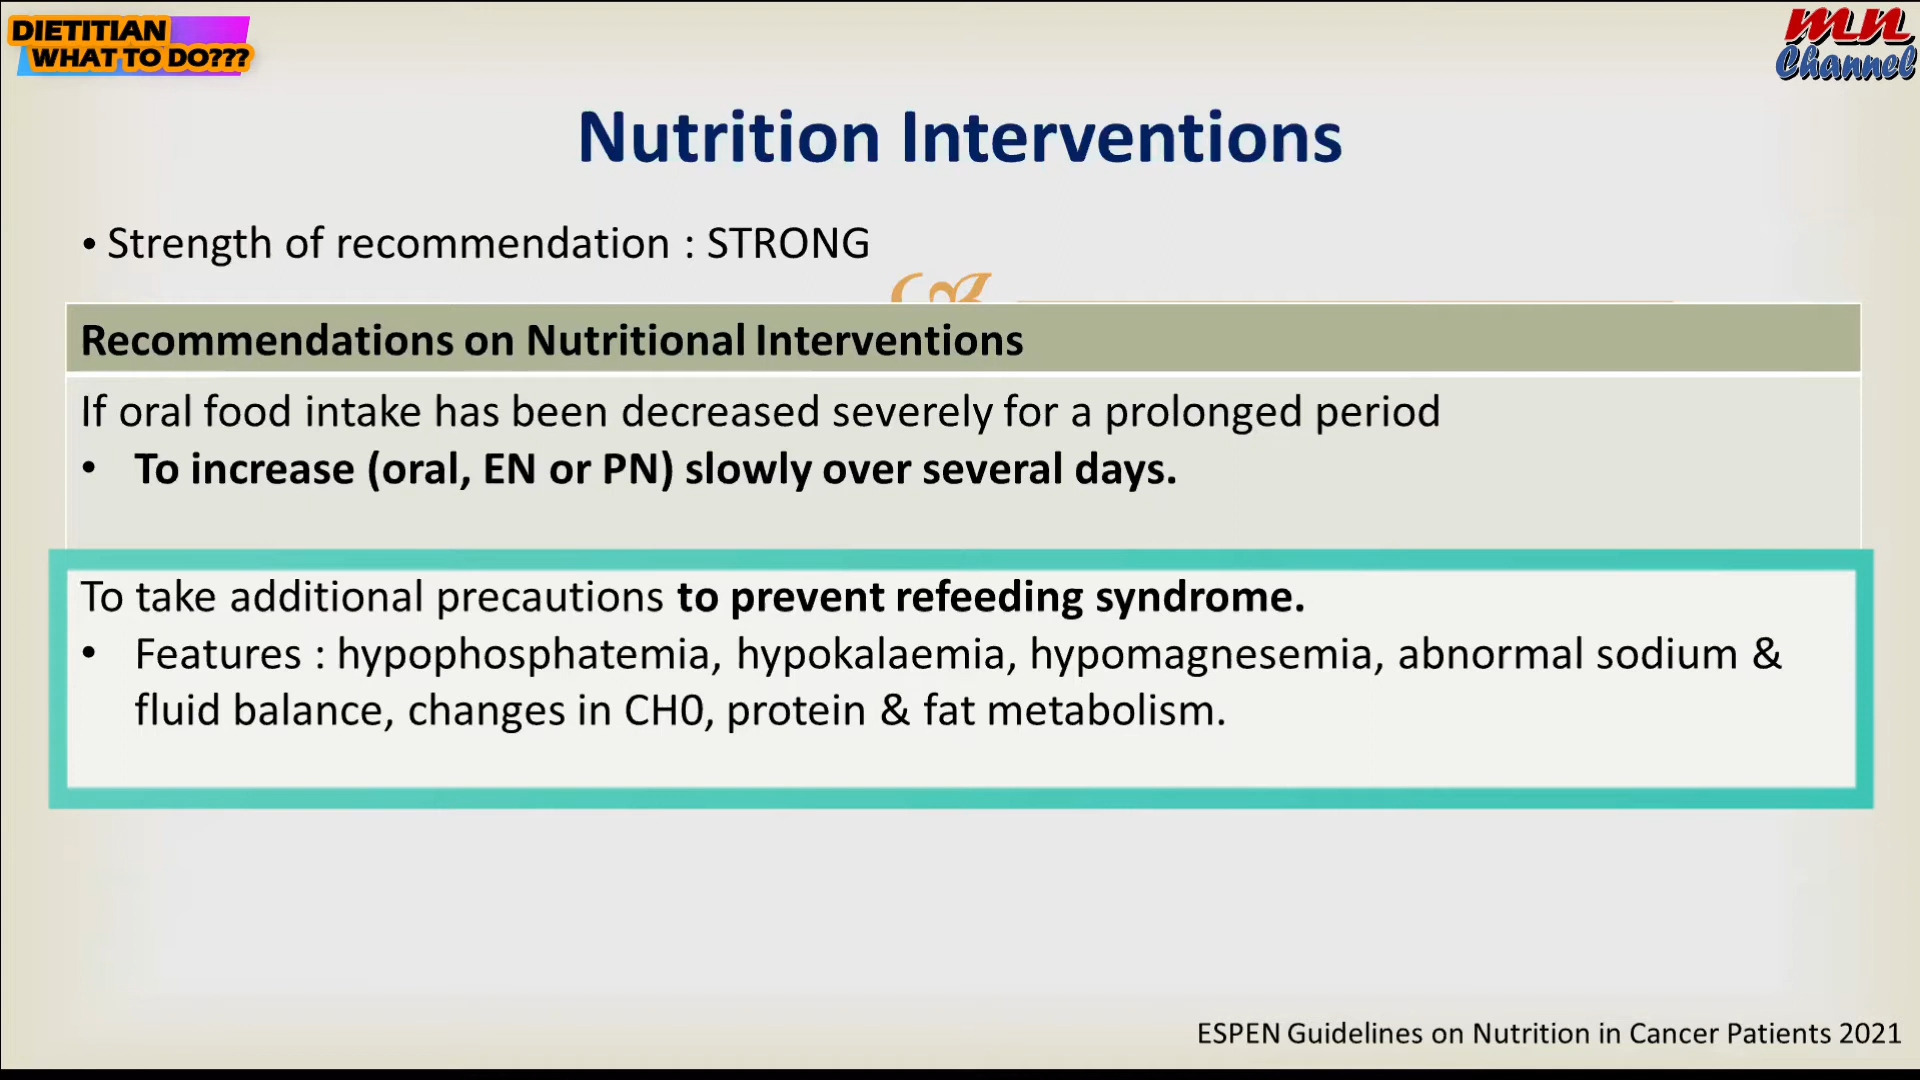 DIETITIAN
WHAT TO DO???
mn
Channel
Nutrition Interventions
• Strength of recommendation : STRONG
Recommendations on Nutritional Interventions
If oral food intake has been decreased severely for a prolonged period
• To increase (oral, EN or PN) slowly over several days.
To take additional precautions to prevent refeeding syndrome.
• Features : hypophosphatemia, hypokalaemia, hypomagnesemia, abnormal sodium &
fluid balance, changes in CH0, protein & fat metabolism.
ESPEN Guidelines on Nutrition in Cancer Patients 2021